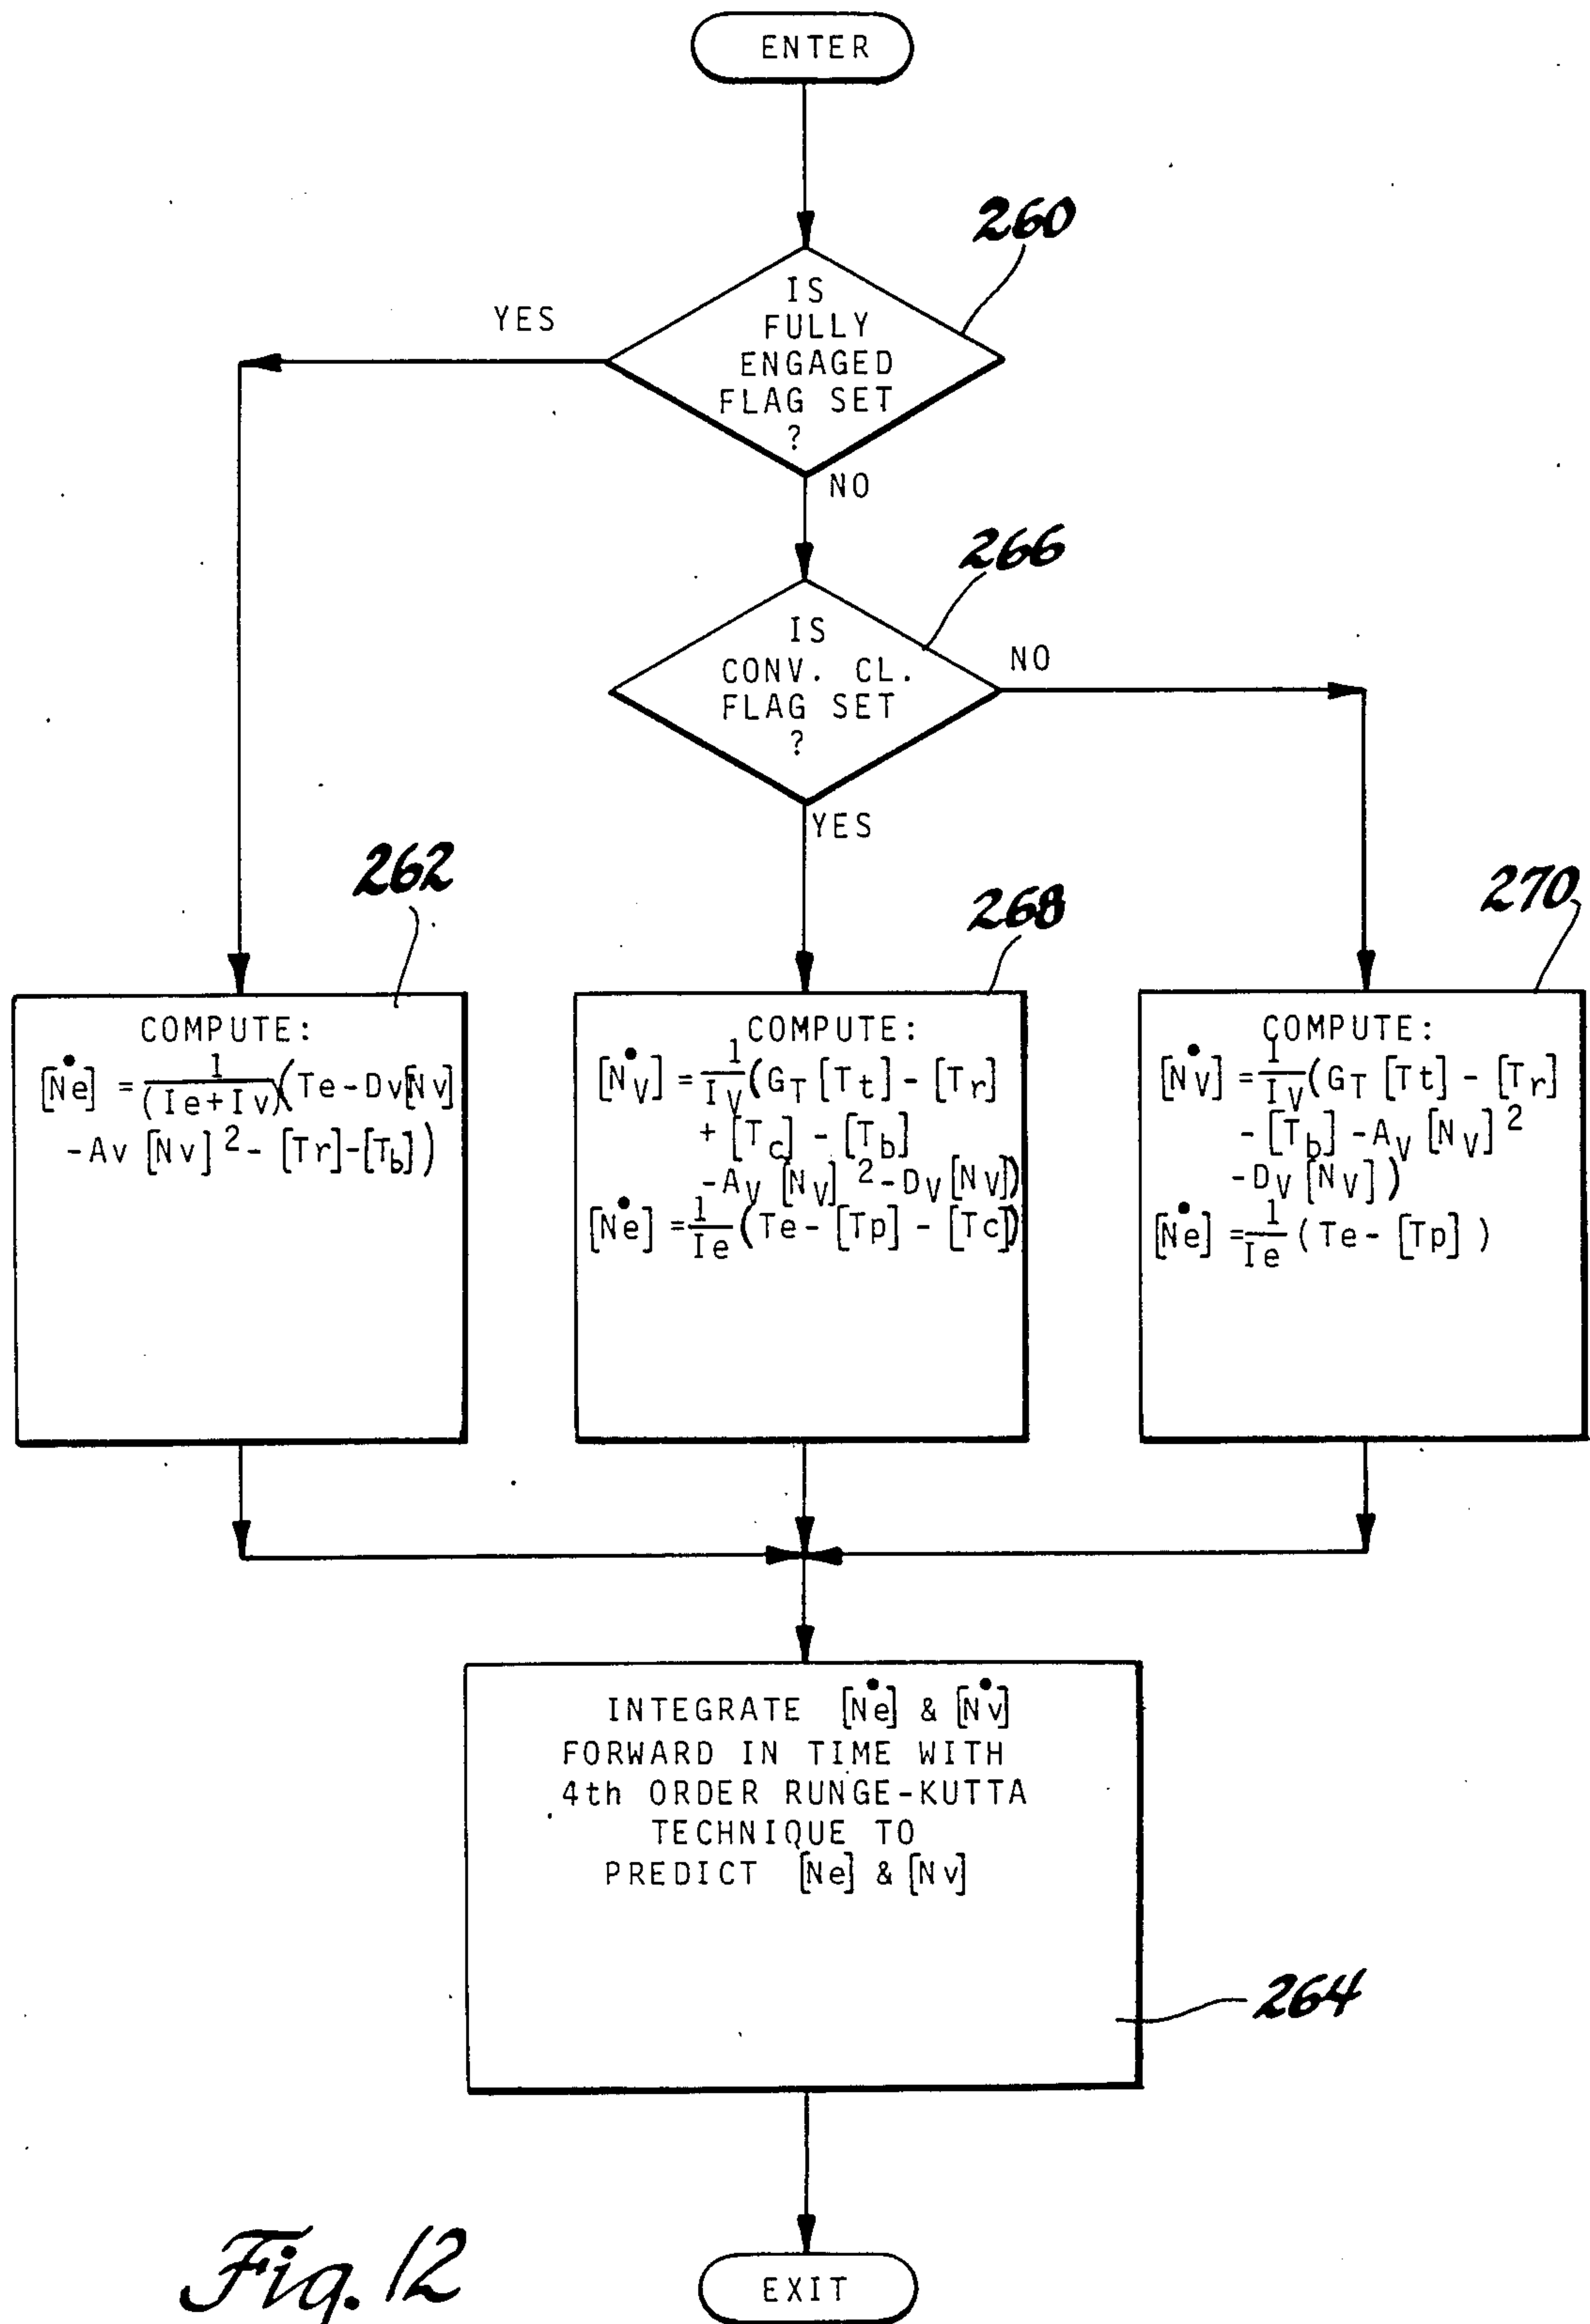 ENTER
260
IS
FULLY
ENGAGED
FLAG SET
?
YES
NO
266
IS
CONV. CL.
FLAG SET
?
NO
YES
262
COMPUTE:
[Ṅe] = 1/(Ie+Iv) (Te-Dv[Nv]
-Av [Nv]²- [Tr]-[Tb])
268
COMPUTE:
[ṄV] = 1/IV (GT [Tt] - [Tr]
+ [Tc] - [Tb]
-AV [NV]²-DV[NV])
[Ṅe] = 1/Ie (Te- [Tp] - [Tc])
270
COMPUTE:
[ṄV] = 1/IV (GT [Tt] - [Tr]
- [Tb] -AV [NV]²
-DV [NV])
[Ṅe] = 1/Ie (Te- [Tp] )
INTEGRATE [Ṅe] & [Ṅv]
FORWARD IN TIME WITH
4th ORDER RUNGE-KUTTA
TECHNIQUE TO
PREDICT [Ne] & [Nv]
264
EXIT
Fig. 12